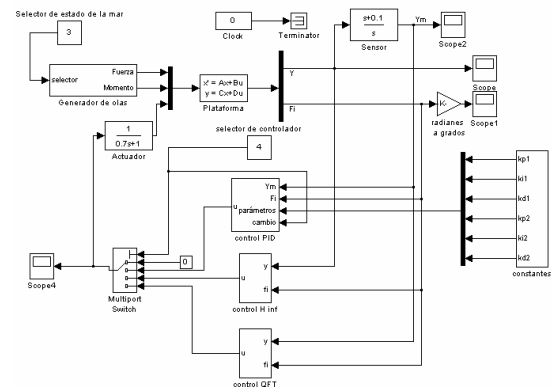 Selector de estado de la mar
3
selector
Fuerza
Momento
Generador de olas
0
Clock
Terminator
x' = Ax+Bu
y = Cx+Du
Plataforma
s+0.1
s
Sensor
Ym
Scope2
Y
Scope
Fi
K-
radianes
a grados
Scope1
1
0.7s+1
Actuador
selector de controlador
4
Ym
Fi
parámetros
cambio
u
control PID
kp1
ki1
kd1
kp2
ki2
kd2
constantes
Scope4
0
Multiport
Switch
y
u
fi
control H inf
y
u
fi
control QFT